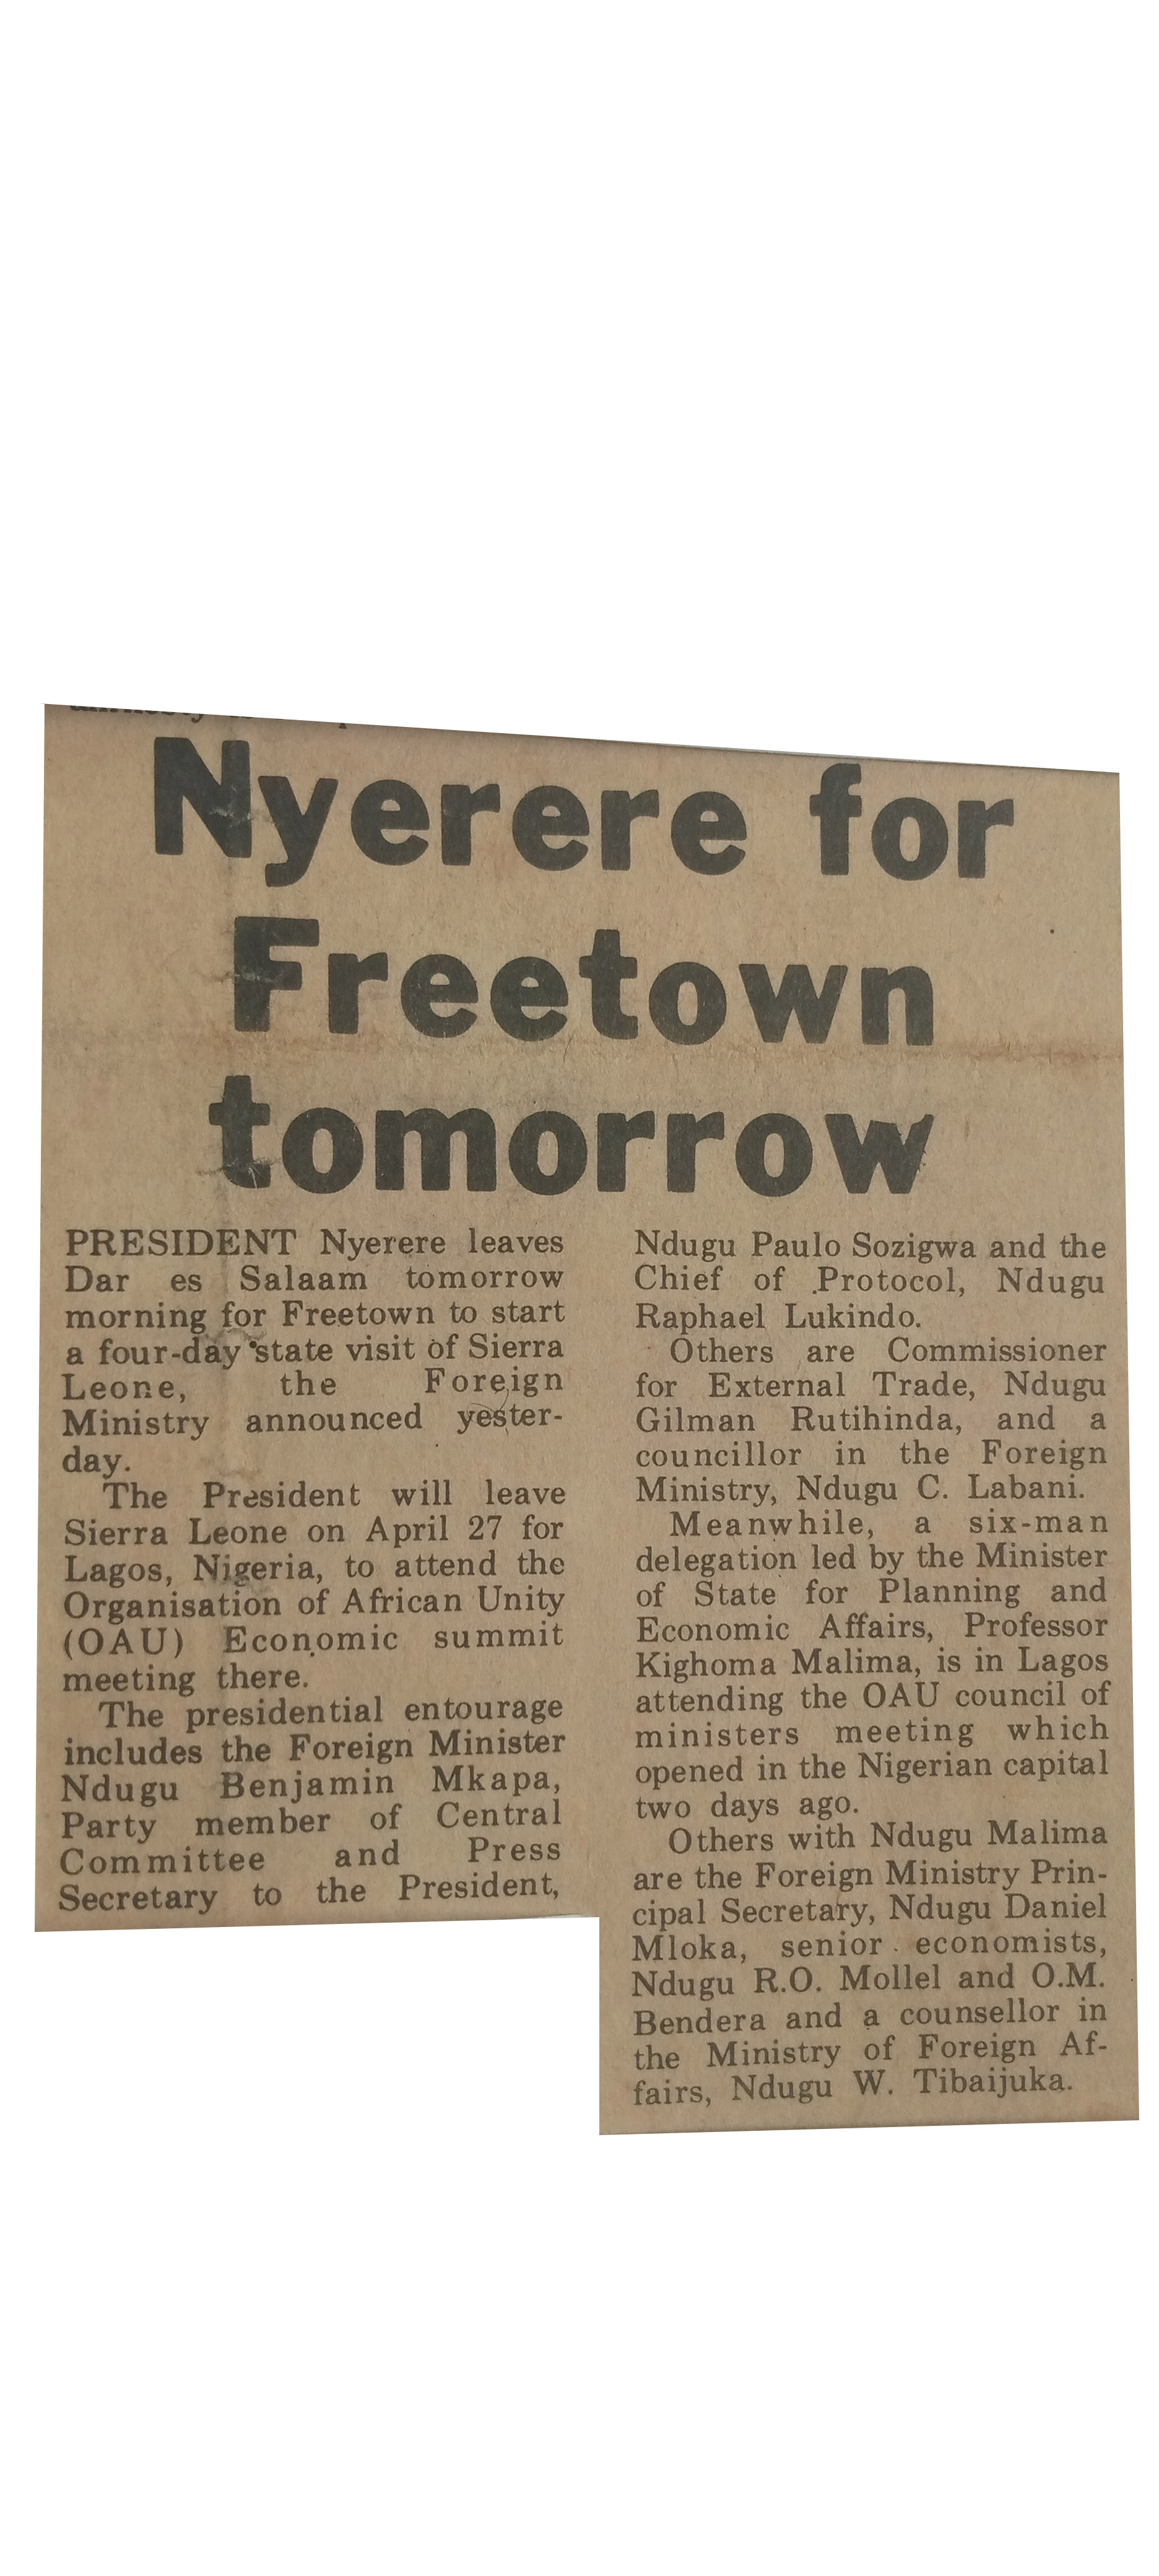 Nyerere for
Freetown
tomorrow
PRESIDENT Nyerere leaves
Dar es Salaam tomorrow
morning for Freetown to start
a four-day state visit of Sierra
Leone, the Foreign
Ministry announced yester-
day.
The President will leave
Sierra Leone on April 27 for
Lagos, Nigeria, to attend the
Organisation of African Unity
(OAU) Economic summit
meeting there.
The presidential entourage
includes the Foreign Minister
Ndugu Benjamin Mkapa,
Party member of Central
Committee and Press
Secretary to the President,
Ndugu Paulo Sozigwa and the
Chief of Protocol, Ndugu
Raphael Lukindo.
Others are Commissioner
for External Trade, Ndugu
Gilman Rutihinda, and a
councillor in the Foreign
Ministry, Ndugu C. Labani.
Meanwhile, a six-man
delegation led by the Minister
of State for Planning and
Economic Affairs, Professor
Kighoma Malima, is in Lagos
attending the OAU council of
ministers meeting which
opened in the Nigerian capital
two days ago.
Others with Ndugu Malima
are the Foreign Ministry Prin-
cipal Secretary, Ndugu Daniel
Mloka, senior economists,
Ndugu R.O. Mollel and O.M.
Bendera and a counsellor in
the Ministry of Foreign Af-
fairs, Ndugu W. Tibaijuka.